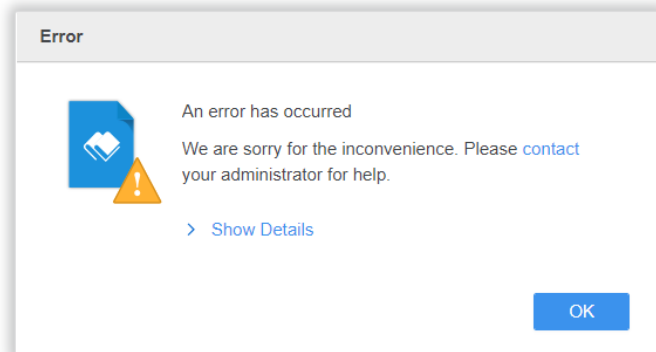 Error
An error has occurred
We are sorry for the inconvenience. Please contact
your administrator for help.
Show Details
OK